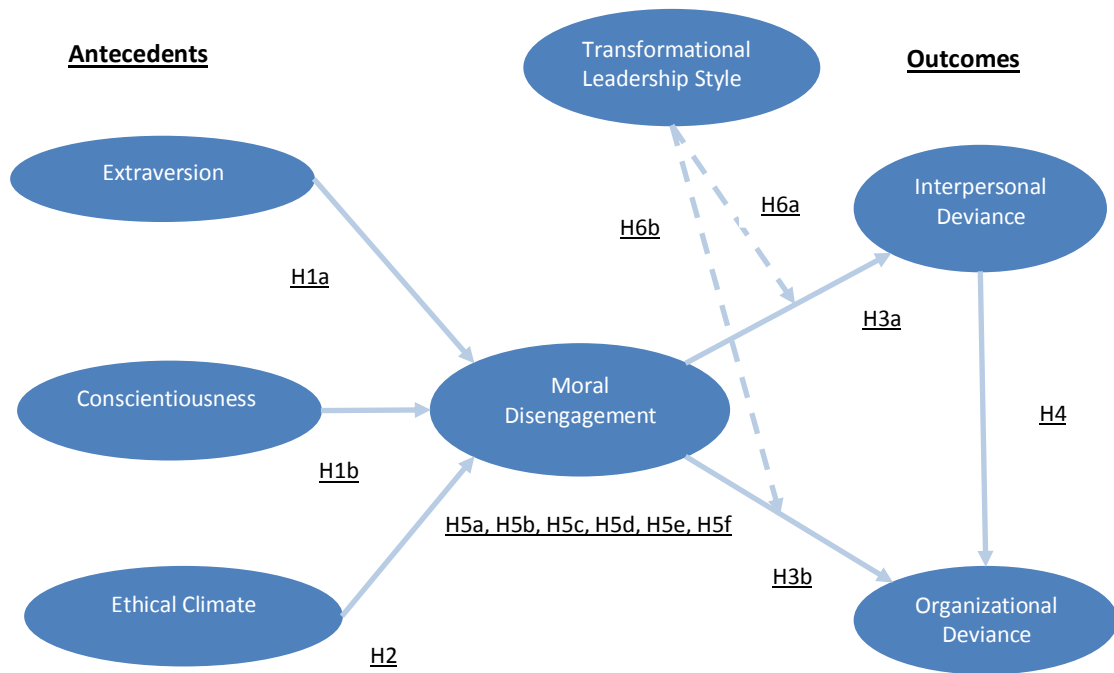 Antecedents
Transformational
Leadership Style
Outcomes
Extraversion
Interpersonal
Deviance
H6a
H6b
H1a
H3a
Conscientiousness
Moral
Disengagement
H4
H1b
H5a, H5b, H5c, H5d, H5e, H5f
H3b
Ethical Climate
Organizational
Deviance
H2